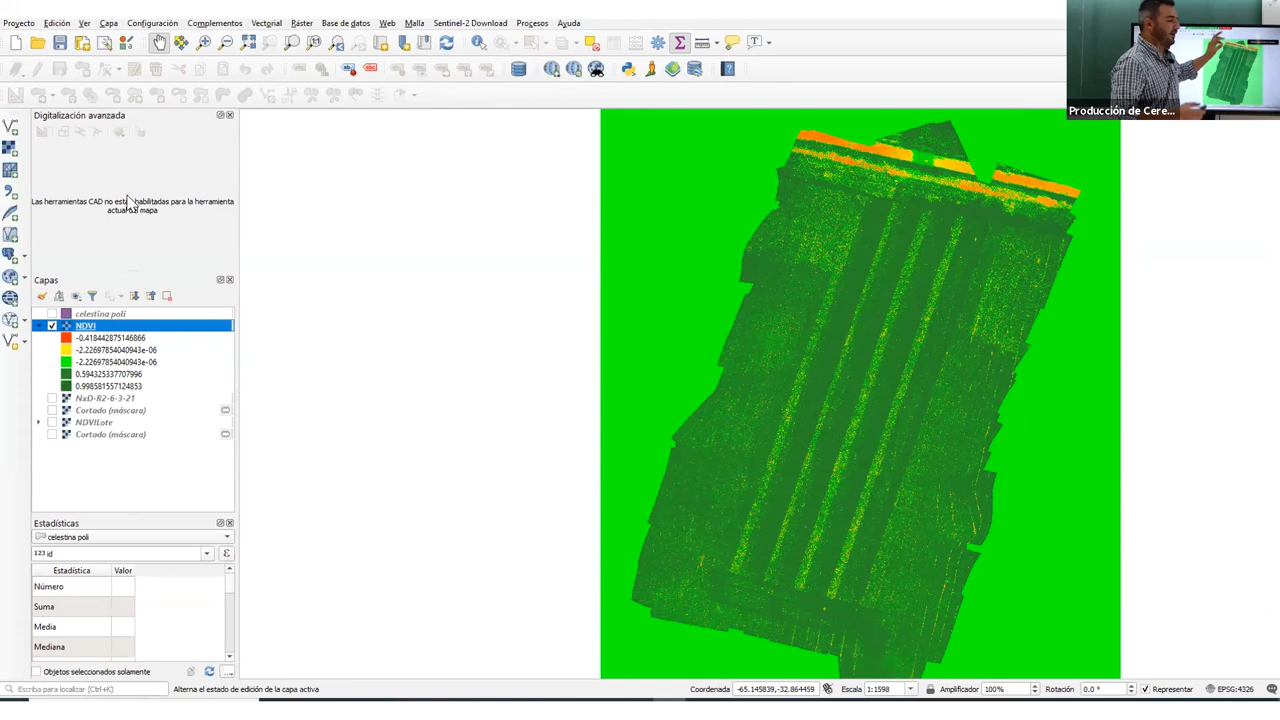 Proyecto Edición Ver Capa Configuración Complementos Vectorial Ráster Base de datos Web Malla Sentinel-2 Download Procesos Ayuda
Producción de Cere...
Digitalización avanzada
Las herramientas CAD no están habilitadas para la herramienta
actual del mapa
Capas
celestina poli
NDVI
-0.418442875146866
-2.22697854040943e-06
-2.22697854040943e-06
0.594325337707996
0.998581557124853
NxD-R2-6-3-21
Cortado (máscara)
NDVILote
Cortado (máscara)
Estadísticas
celestina poli
123 id
Estadística Valor
Número
Suma
Media
Mediana
Objetos seleccionados solamente
Escriba para localizar (Ctrl+K) Alterna el estado de edición de la capa activa Coordenada -65.145839,-32.864459 Escala 1:1598 Amplificador 100% Rotación 0.0 ° Representar EPSG:4326